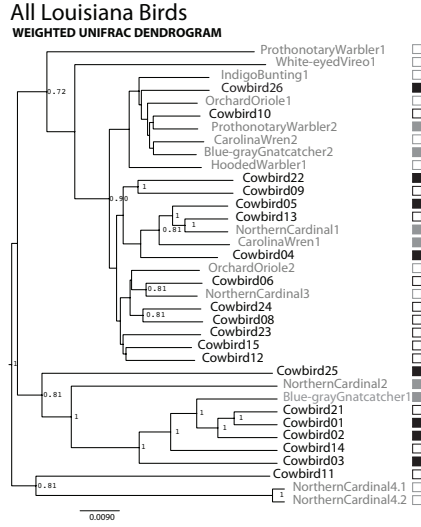 All Louisiana Birds
WEIGHTED UNIFRAC DENDROGRAM
ProthonotaryWarbler1
White-eyedVireo1
IndigoBunting1
Cowbird26
0.72
OrchardOriole1
Cowbird10
ProthonotaryWarbler2
CarolinaWren2
Blue-grayGnatcatcher2
HoodedWarbler1
Cowbird22
1
Cowbird09
0.90
Cowbird05
1
Cowbird13
1
NorthernCardinal1
0.81
CarolinaWren1
Cowbird04
OrchardOriole2
Cowbird06
0.81
NorthernCardinal3
Cowbird24
0.81
Cowbird08
Cowbird23
Cowbird15
Cowbird12
1
Cowbird25
0.81
NorthernCardinal2
Blue-grayGnatcatcher1
1
Cowbird21
1
1
Cowbird01
1
Cowbird02
1
1
Cowbird14
Cowbird03
Cowbird11
0.81
NorthernCardinal4.1
1
NorthernCardinal4.2
0.0090